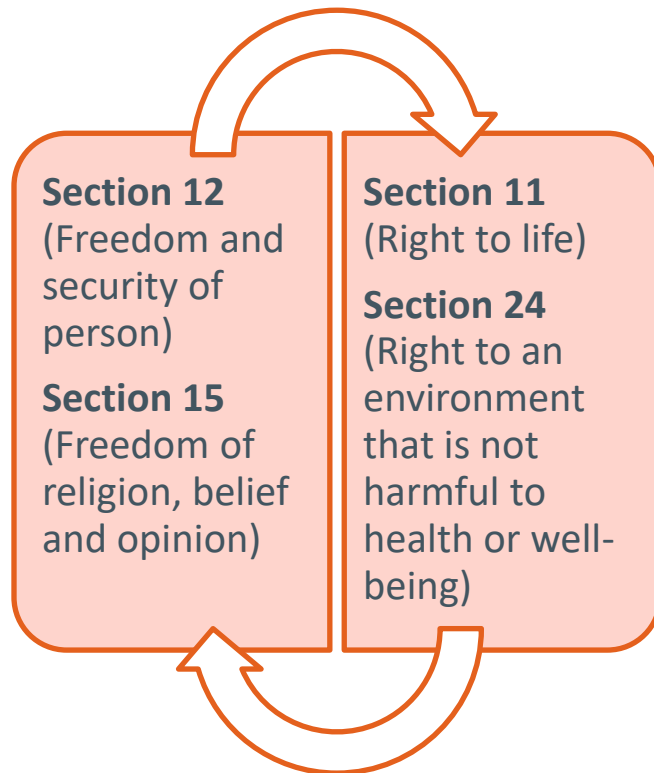 Section 12
(Freedom and
security of
person)
Section 15
(Freedom of
religion, belief
and opinion)
Section 11
(Right to life)
Section 24
(Right to an
environment
that is not
harmful to
health or well-
being)